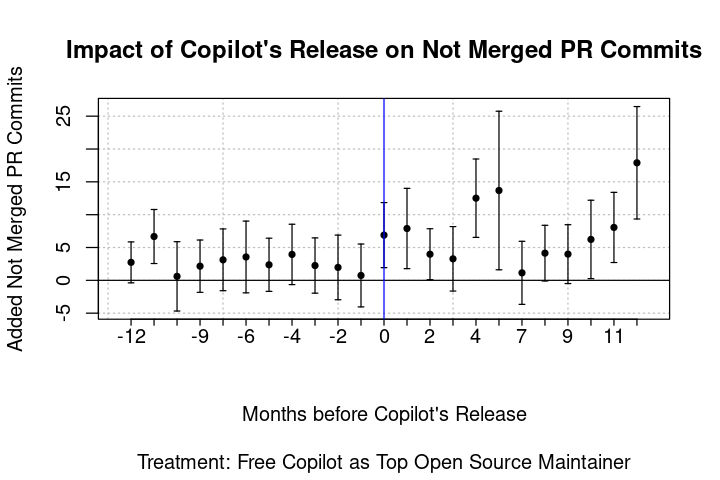 Impact of Copilot's Release on Not Merged PR Commits
Added Not Merged PR Commits
25
15
5
0
-5
-12 -9 -6 -4 -2 0 2 4 7 9 11
Months before Copilot's Release
Treatment: Free Copilot as Top Open Source Maintainer